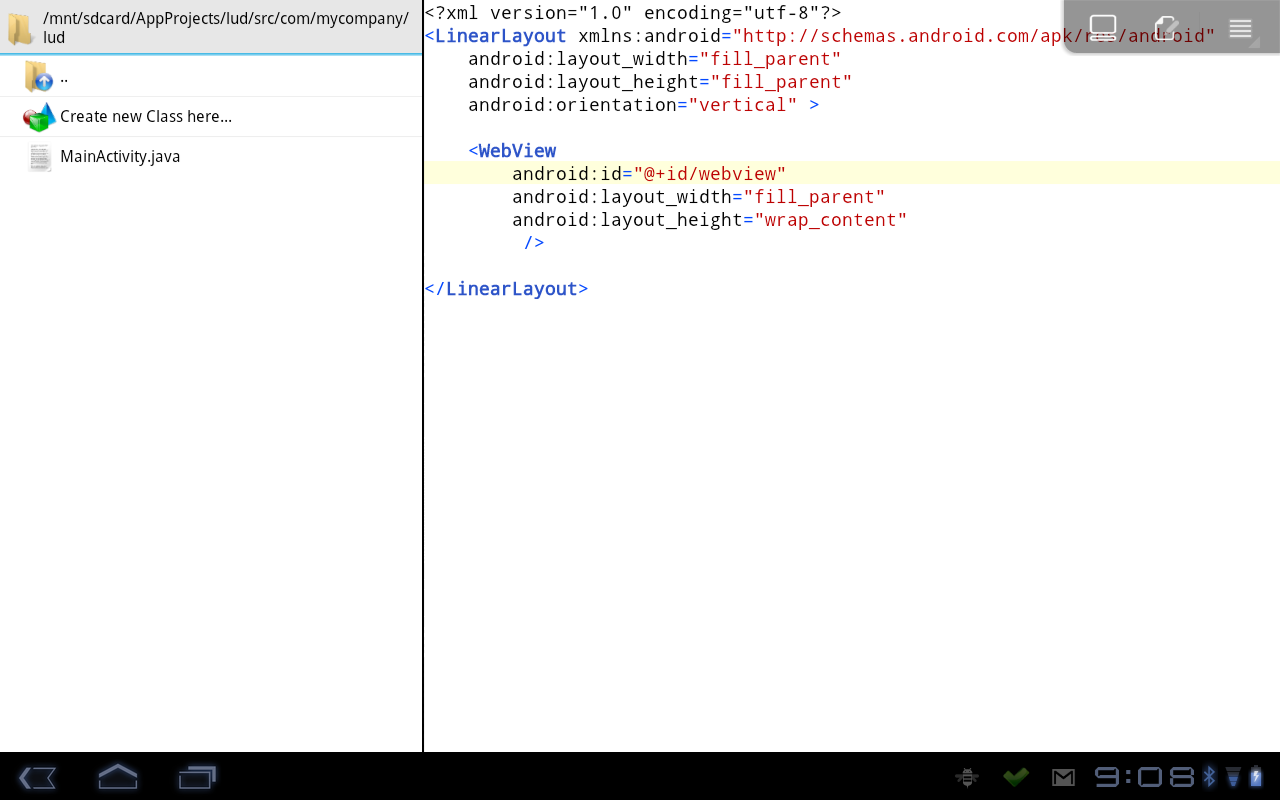 /mnt/sdcard/AppProjects/lud/src/com/mycompany/
lud
..
Create new Class here...
MainActivity.java
<?xml version="1.0" encoding="utf-8"?>
<LinearLayout xmlns:android="http://schemas.android.com/apk/res/android"
android:layout_width="fill_parent"
android:layout_height="fill_parent"
android:orientation="vertical" >
<WebView
android:id="@+id/webview"
android:layout_width="fill_parent"
android:layout_height="wrap_content"
/>
</LinearLayout>
9:08